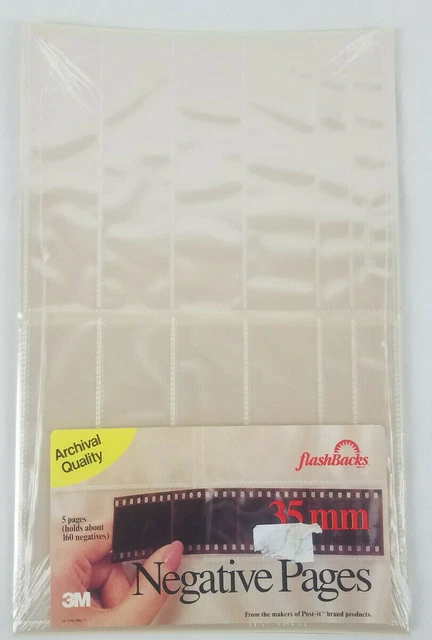 Archival
Quality
flashBacks
5 pages
(holds about
160 negatives)
35 mm
3M
Negative Pages
From the makers of Post-it brand products.